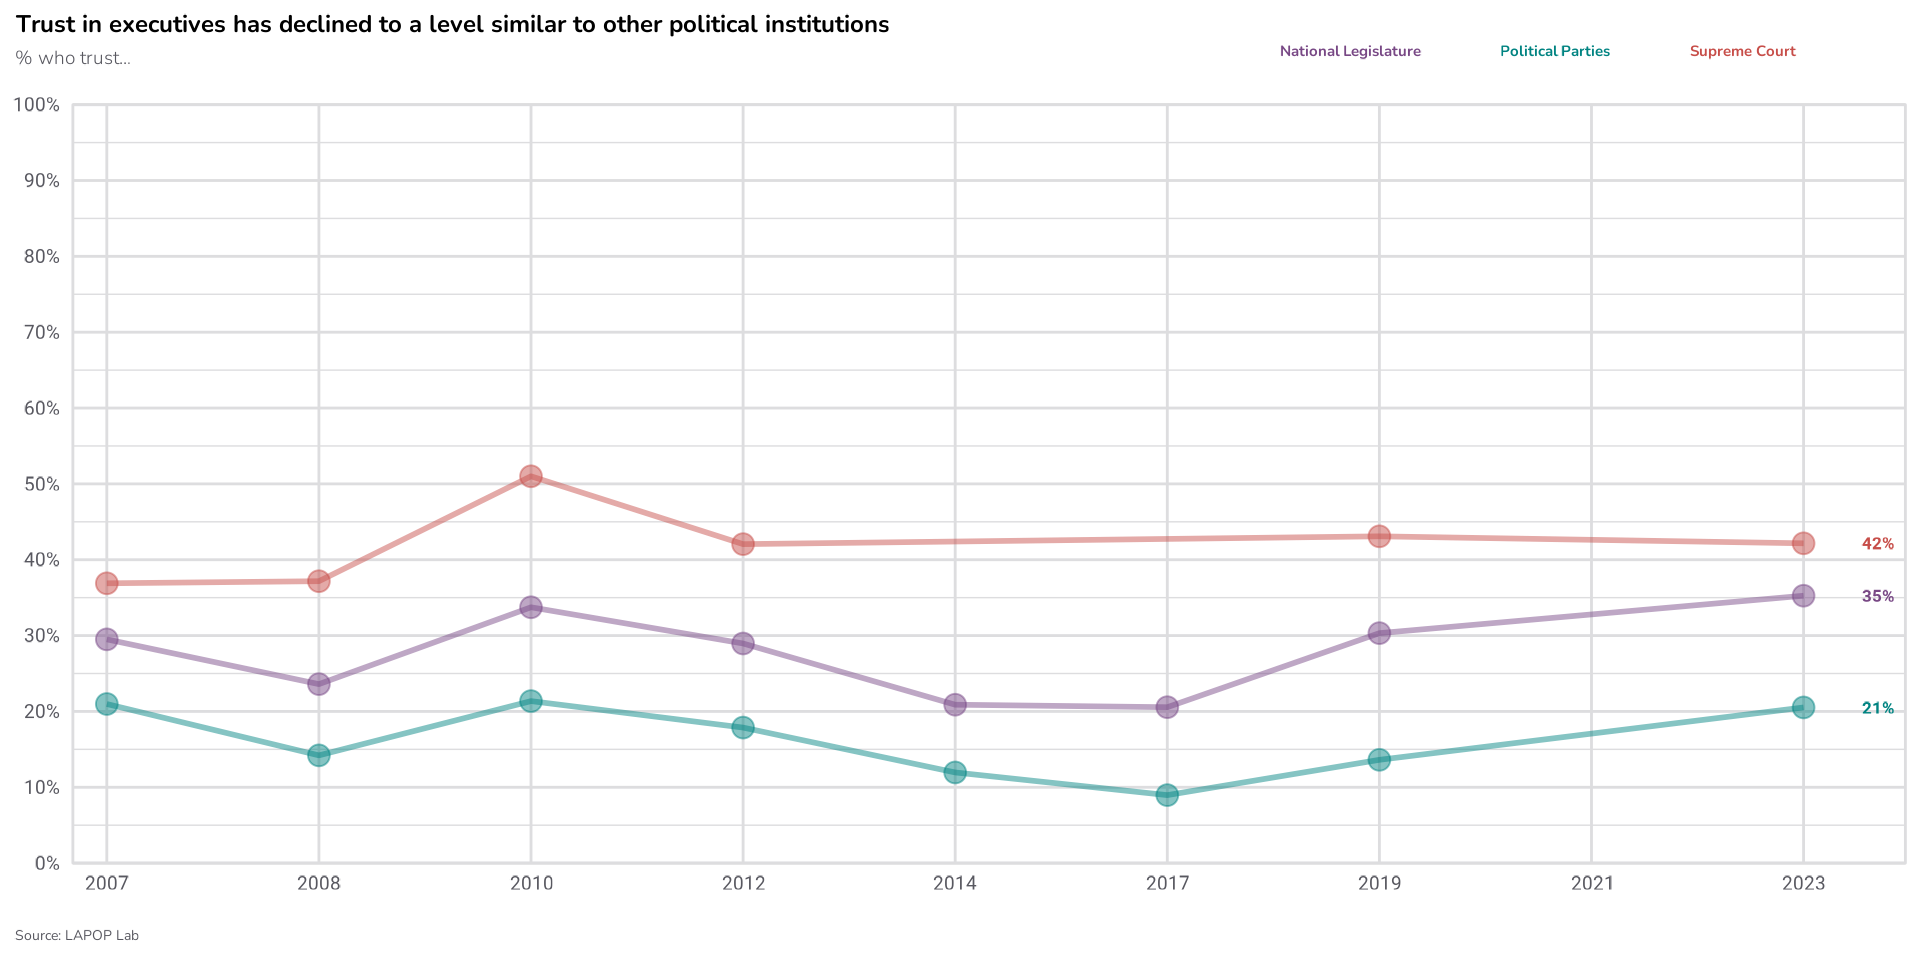 Trust in executives has declined to a level similar to other political institutions
% who trust...
National Legislature Political Parties Supreme Court
100%
90%
80%
70%
60%
50%
40%
30%
20%
10%
0%
42%
35%
21%
2007 2008 2010 2012 2014 2017 2019 2021 2023
Source: LAPOP Lab